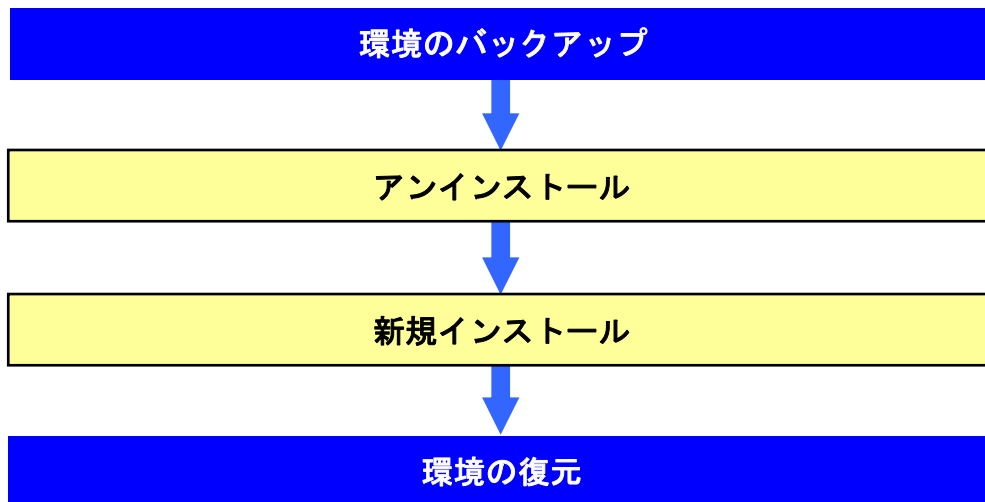 環境のバックアップ
アンインストール
新規インストール
環境の復元